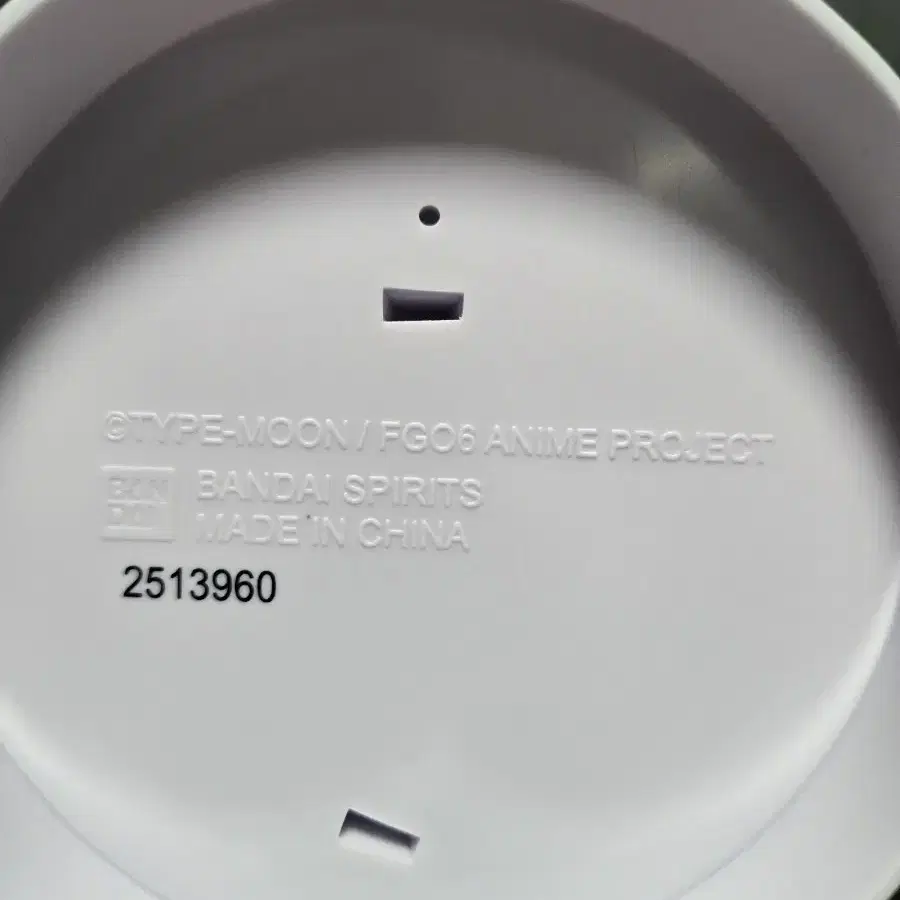 ©TYPE-MOON / FGO6 ANIME PROJECT
BAN
DAI
BANDAI SPIRITS
MADE IN CHINA
2513960